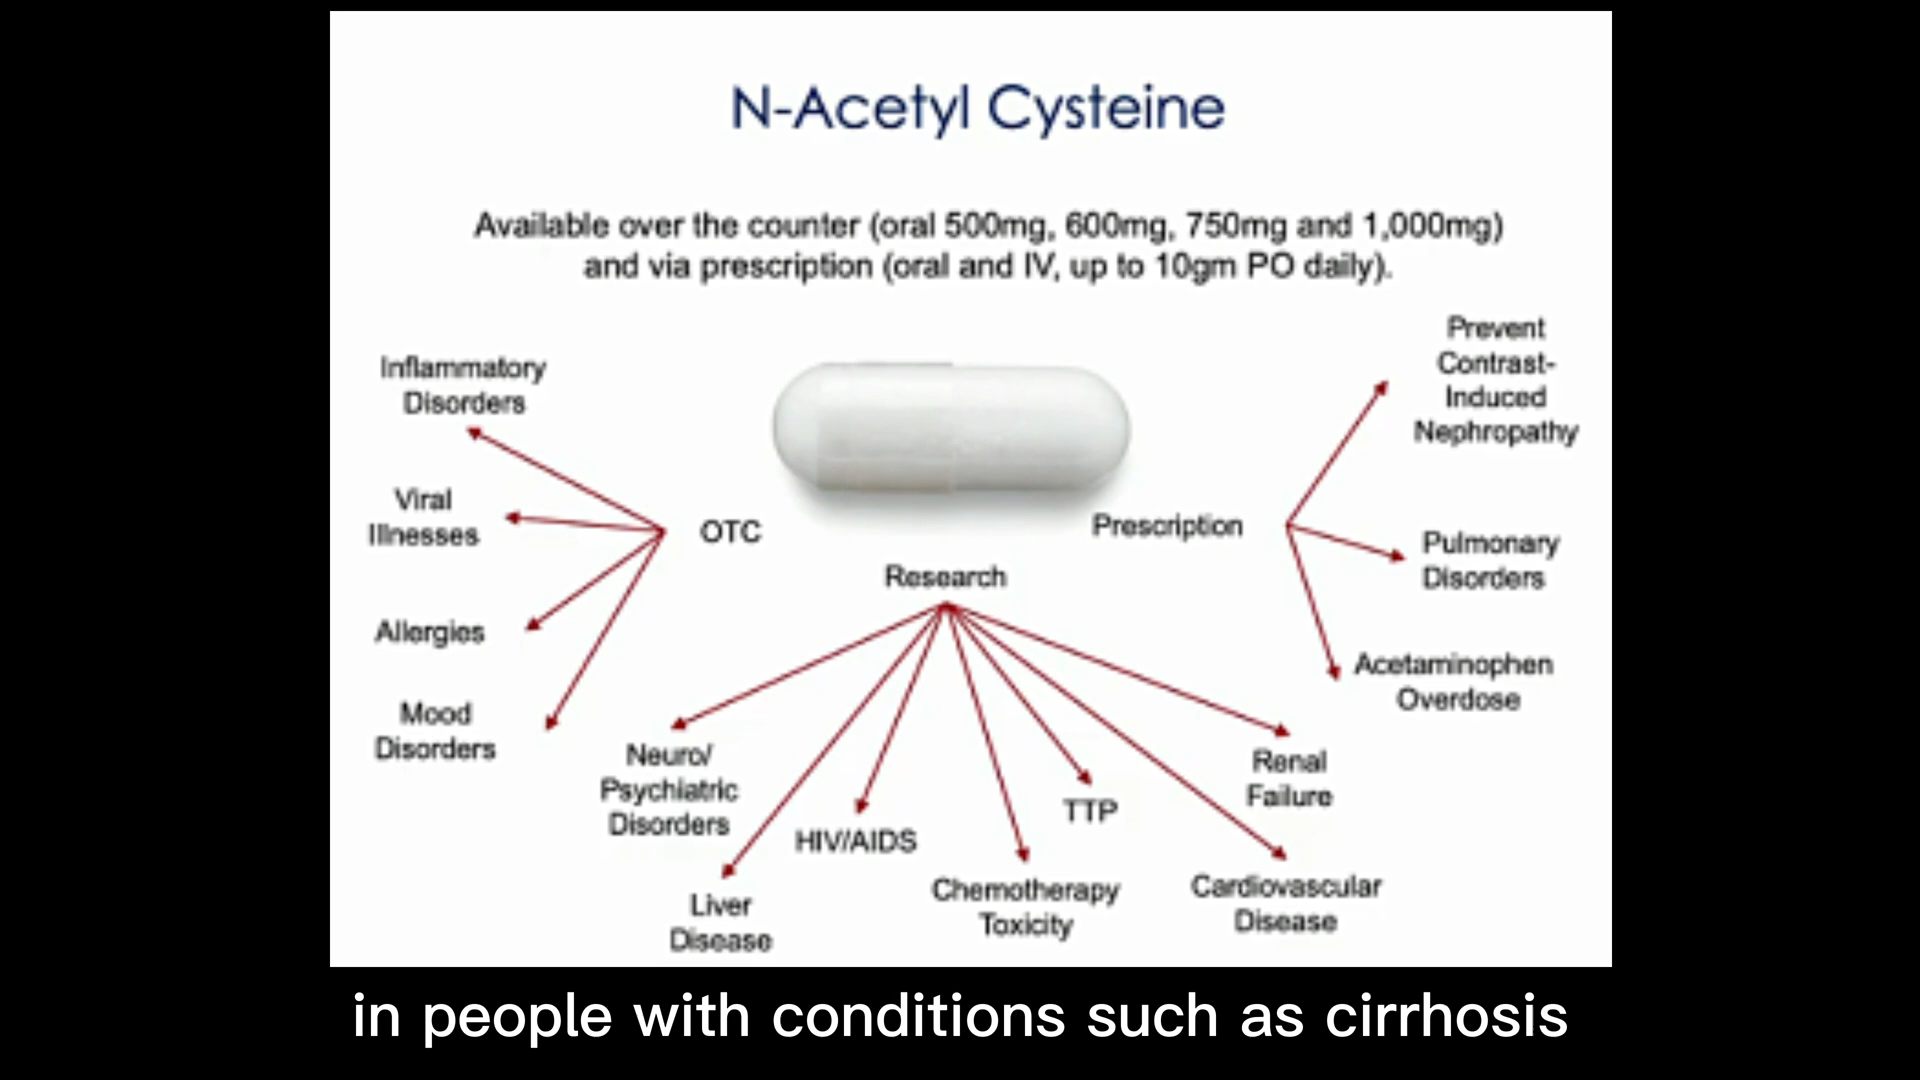 N-Acetyl Cysteine
Available over the counter (oral 500mg, 600mg, 750mg and 1,000mg)
and via prescription (oral and IV, up to 10gm PO daily).
Inflammatory
Disorders
Viral
Illnesses
Allergies
Mood
Disorders
OTC
Research
Prescription
Prevent
Contrast-
Induced
Nephropathy
Pulmonary
Disorders
Acetaminophen
Overdose
Neuro/
Psychiatric
Disorders
Liver
Disease
HIV/AIDS
Chemotherapy
Toxicity
TTP
Cardiovascular
Disease
Renal
Failure
in people with conditions such as cirrhosis